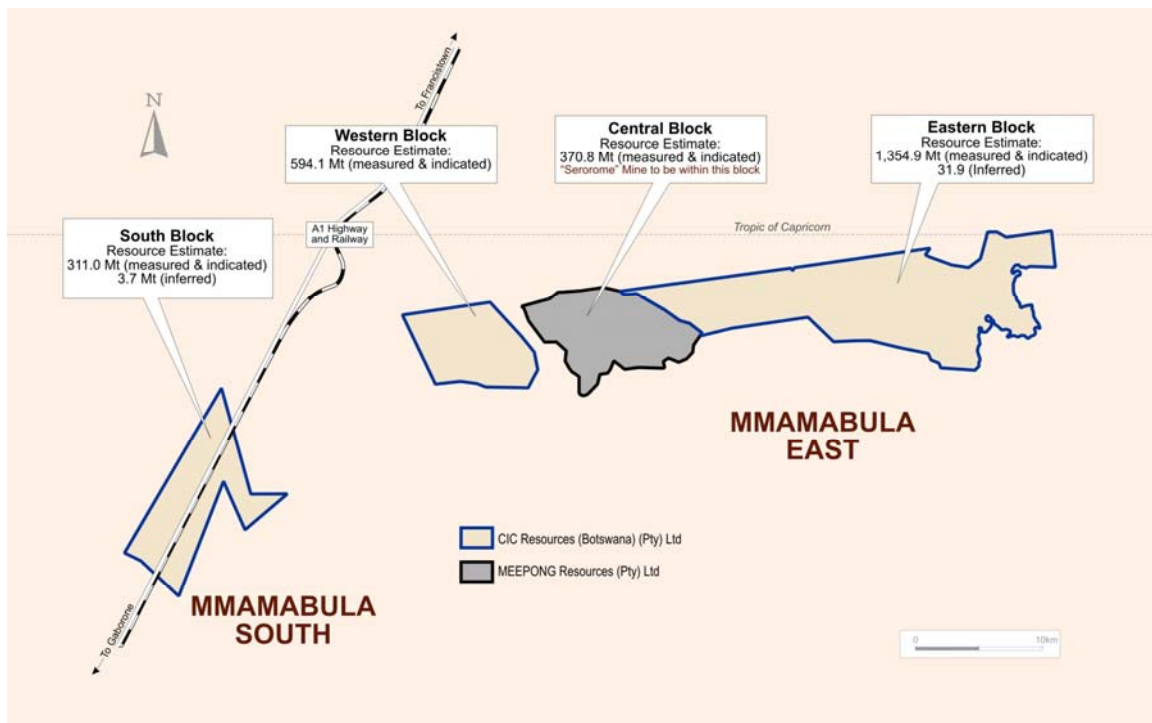 N
To Francistown
Western Block
Resource Estimate:
594.1 Mt (measured & indicated)
Central Block
Resource Estimate:
370.8 Mt (measured & indicated)
"Serorome" Mine to be within this block
Eastern Block
Resource Estimate:
1,354.9 Mt (measured & indicated)
31.9 (Inferred)
South Block
Resource Estimate:
311.0 Mt (measured & indicated)
3.7 Mt (inferred)
A1 Highway
and Railway
Tropic of Capricorn
MMAMABULA
EAST
CIC Resources (Botswana) (Pty) Ltd
MEEPONG Resources (Pty) Ltd
MMAMABULA
SOUTH
To Gaborone
0 10km